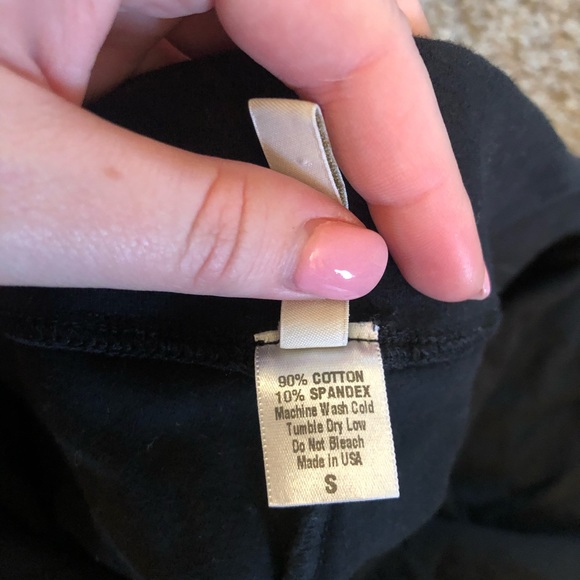 90% COTTON
10% SPANDEX
Machine Wash Cold
Tumble Dry Low
Do Not Bleach
Made in USA
S